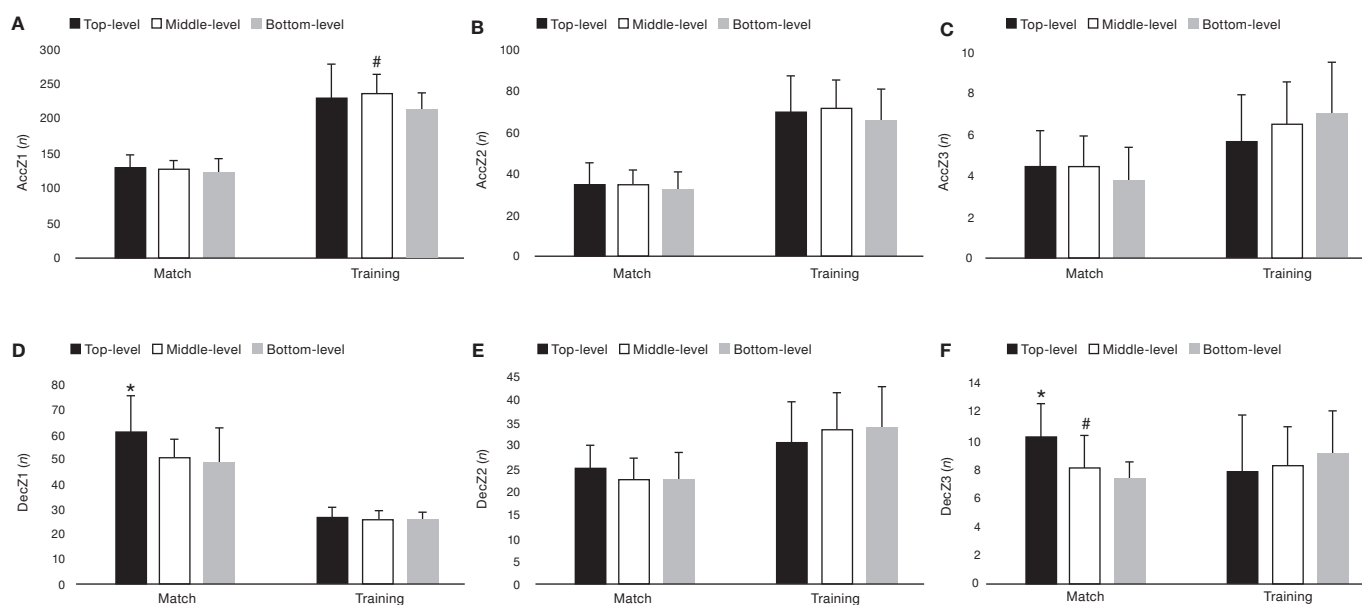 A
Top-level Middle-level Bottom-level
AccZ1 (n)
300
250
200
150
100
50
0
#
Match Training
B
Top-level Middle-level Bottom-level
AccZ2 (n)
100
80
60
40
20
0
Match Training
C
Top-level Middle-level Bottom-level
AccZ3 (n)
10
8
6
4
2
0
Match Training
D
Top-level Middle-level Bottom-level
DecZ1 (n)
80
70
60
50
40
30
20
10
0
*
Match Training
E
Top-level Middle-level Bottom-level
DecZ2 (n)
45
40
35
30
25
20
15
10
5
0
Match Training
F
Top-level Middle-level Bottom-level
DecZ3 (n)
14
12
10
8
6
4
2
0
*
#
Match Training